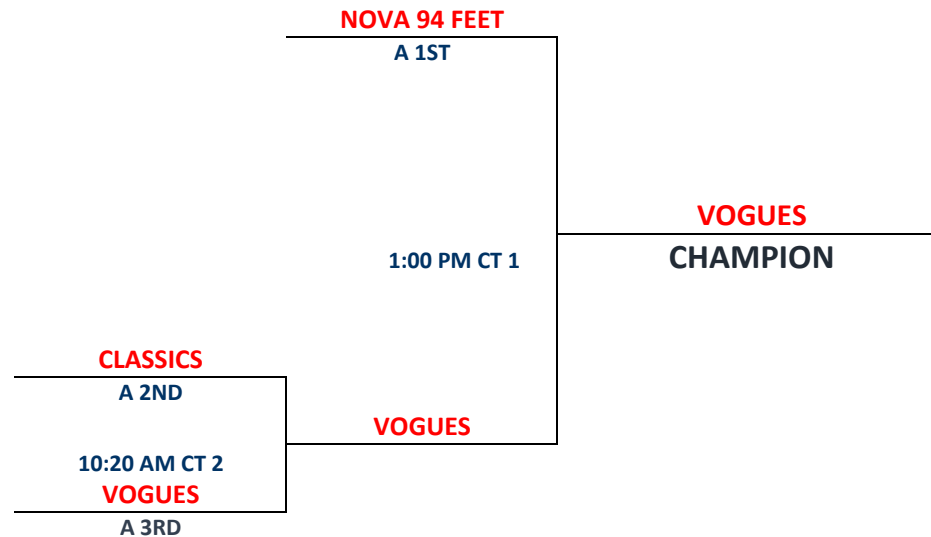 NOVA 94 FEET
A 1ST
VOGUES
CHAMPION
1:00 PM CT 1
CLASSICS
A 2ND
VOGUES
10:20 AM CT 2
VOGUES
A 3RD